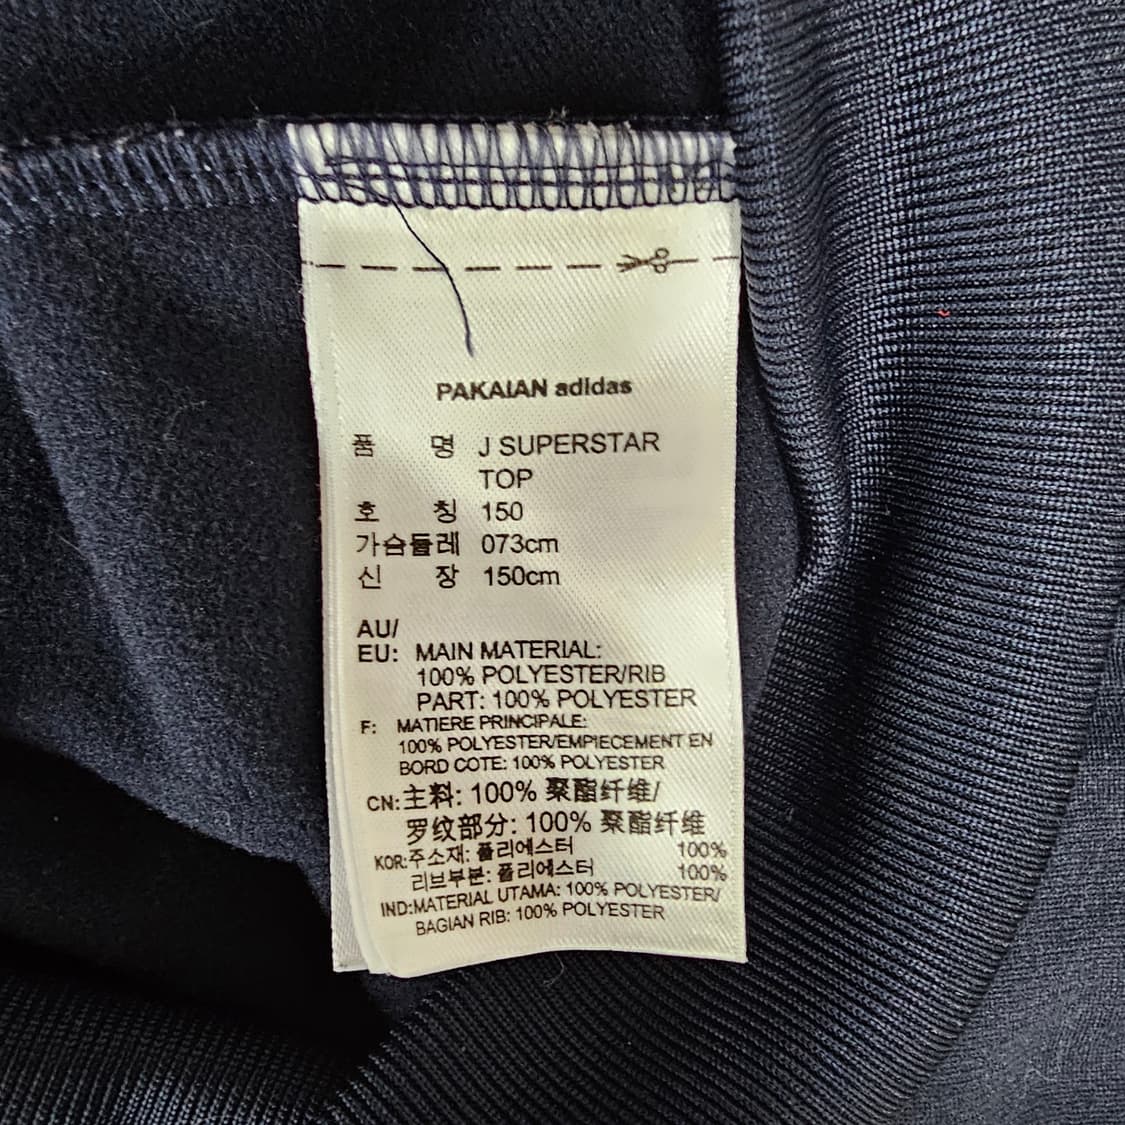 PAKAIAN adidas
품 명 J SUPERSTAR
TOP
호 칭 150
가슴둘레 073cm
신 장 150cm
AU/
EU: MAIN MATERIAL:
100% POLYESTER/RIB
PART: 100% POLYESTER
F: MATIERE PRINCIPALE:
100% POLYESTER/EMPIECEMENT EN
BORD COTE: 100% POLYESTER
CN:主料: 100% 聚酯纤维/
罗纹部分: 100% 聚酯纤维
KOR:주소재: 폴리에스터 100%
리브부분: 폴리에스터 100%
IND:MATERIAL UTAMA: 100% POLYESTER/
BAGIAN RIB: 100% POLYESTER